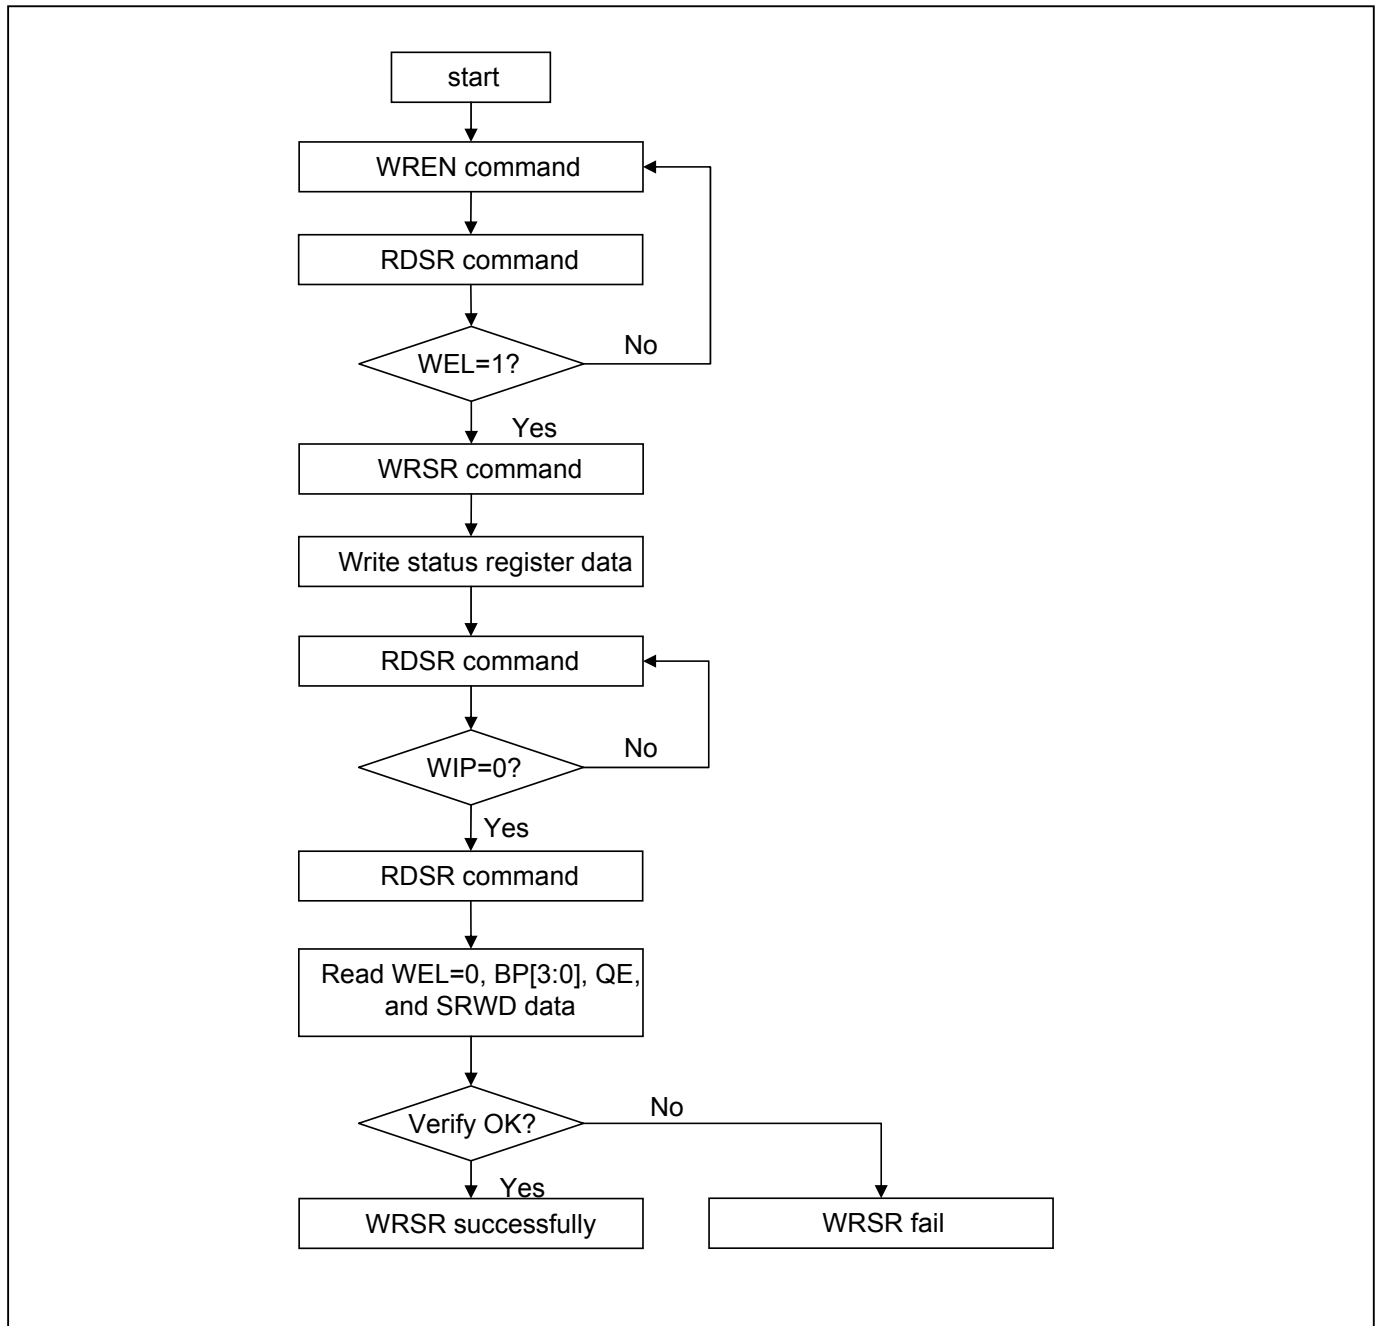 start
WREN command
RDSR command
WEL=1?
No
Yes
WRSR command
Write status register data
RDSR command
WIP=0?
No
Yes
RDSR command
Read WEL=0, BP[3:0], QE,
and SRWD data
Verify OK?
No
Yes
WRSR successfully
WRSR fail